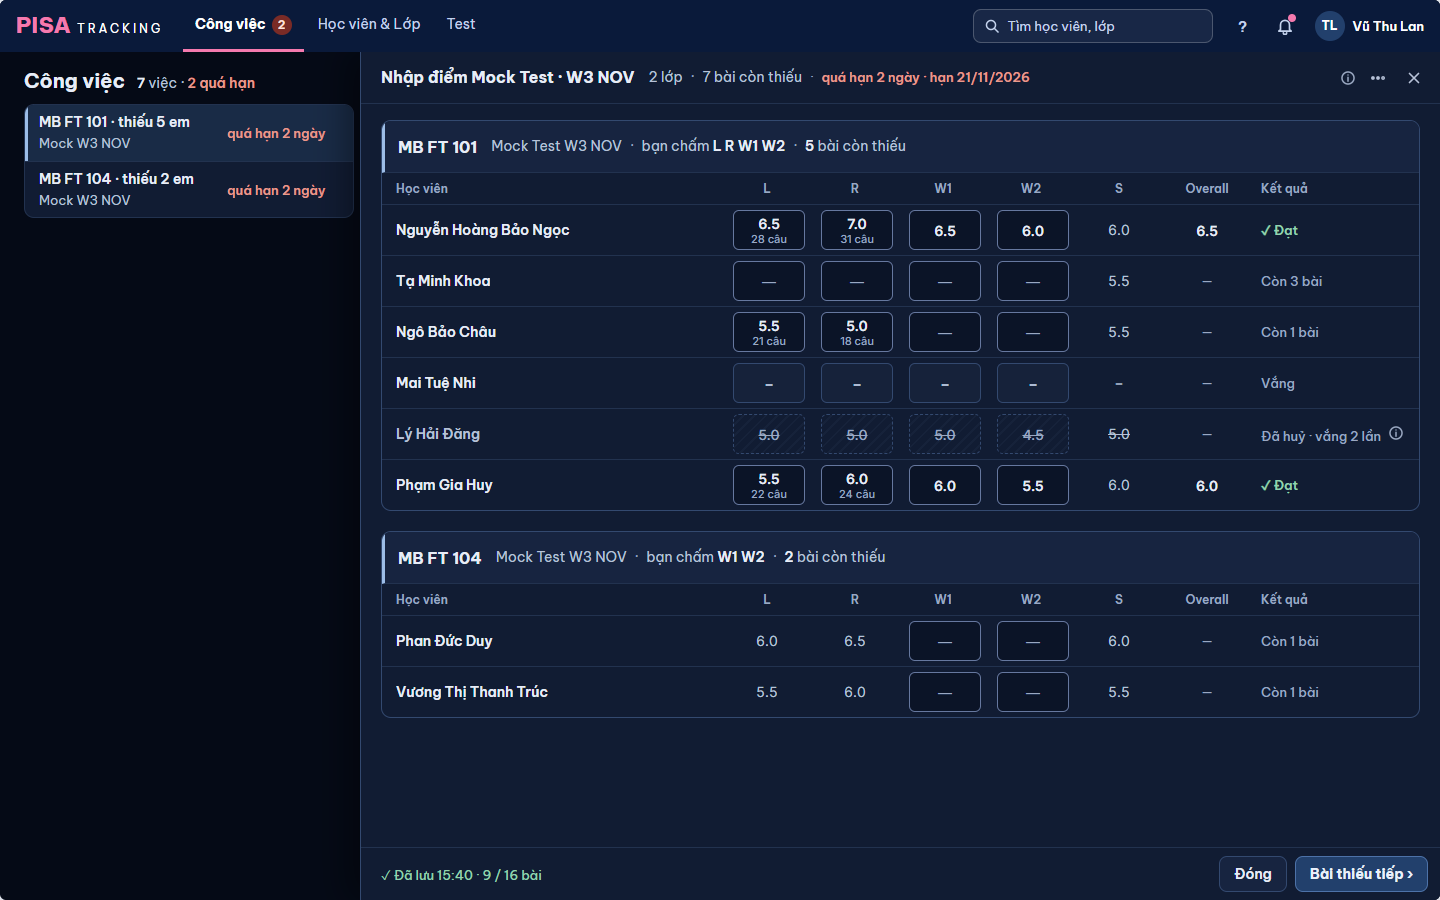 PISA TRACKING Công việc 2 Học viên & Lớp Test Tìm học viên, lớp ? TL Vũ Thu Lan
Công việc 7 việc · 2 quá hạn
MB FT 101 · thiếu 5 em
Mock W3 NOV
quá hạn 2 ngày
MB FT 104 · thiếu 2 em
Mock W3 NOV
quá hạn 2 ngày
Nhập điểm Mock Test · W3 NOV 2 lớp · 7 bài còn thiếu · quá hạn 2 ngày · hạn 21/11/2026
MB FT 101 Mock Test W3 NOV · bạn chấm L R W1 W2 · 5 bài còn thiếu
Học viên L R W1 W2 S Overall Kết quả
Nguyễn Hoàng Bảo Ngọc 6.5 7.0 6.5 6.0 6.0 6.5 ✓ Đạt
28 câu 31 câu
Tạ Minh Khoa — — — — 5.5 — Còn 3 bài
Ngô Bảo Châu 5.5 5.0 — — 5.5 — Còn 1 bài
21 câu 18 câu
Mai Tuệ Nhi – – – – – — Vắng
Lý Hải Đăng 5.0 5.0 5.0 4.5 5.0 — Đã huỷ · vắng 2 lần
Phạm Gia Huy 5.5 6.0 6.0 5.5 6.0 6.0 ✓ Đạt
22 câu 24 câu
MB FT 104 Mock Test W3 NOV · bạn chấm W1 W2 · 2 bài còn thiếu
Học viên L R W1 W2 S Overall Kết quả
Phan Đức Duy 6.0 6.5 — — 6.0 — Còn 1 bài
Vương Thị Thanh Trúc 5.5 6.0 — — 5.5 — Còn 1 bài
✓ Đã lưu 15:40 · 9 / 16 bài Đóng Bài thiếu tiếp ›